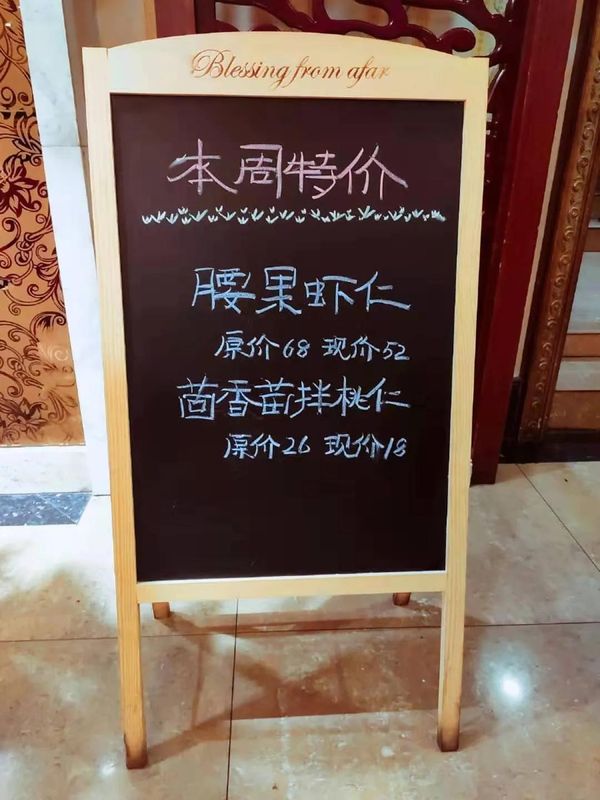 Blessing from afar
本周特价
腰果虾仁
原价68 现价52
茴香苗拌桃仁
原价26 现价18